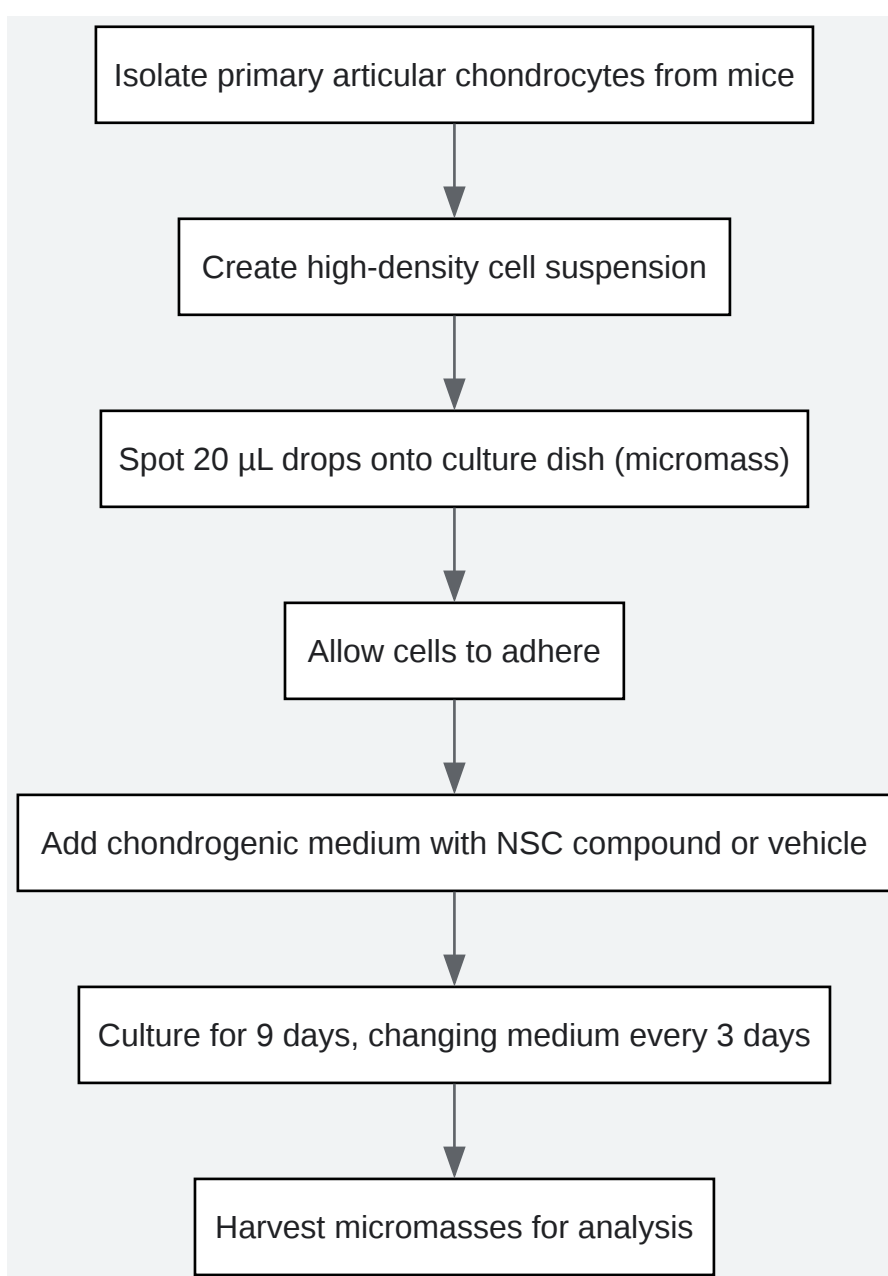 Isolate primary articular chondrocytes from mice
Create high-density cell suspension
Spot 20 µL drops onto culture dish (micromass)
Allow cells to adhere
Add chondrogenic medium with NSC compound or vehicle
Culture for 9 days, changing medium every 3 days
Harvest micromasses for analysis